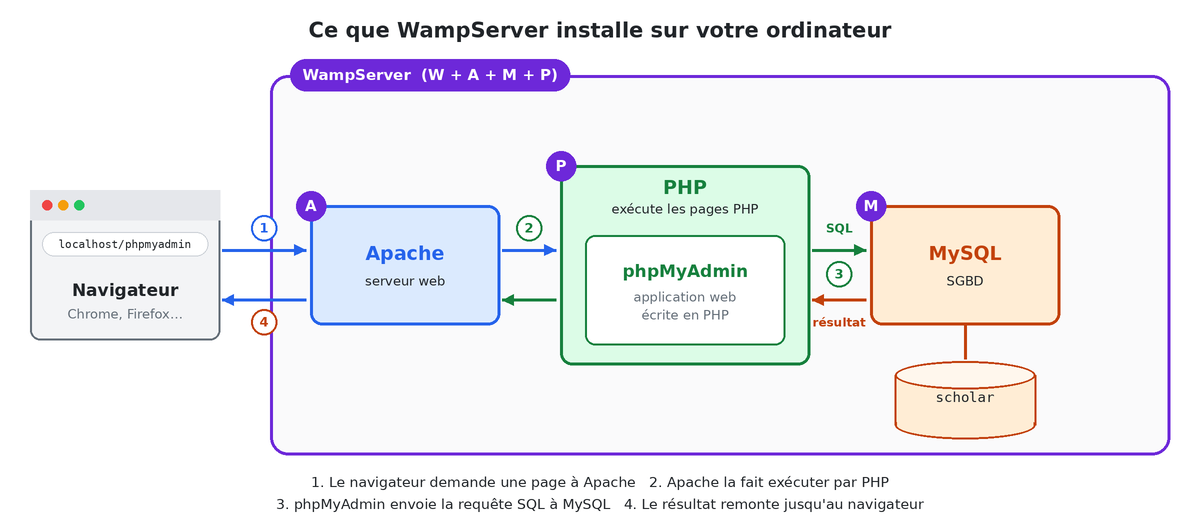 Ce que WampServer installe sur votre ordinateur
WampServer  (W + A + M + P)
localhost/phpmyadmin
Navigateur
Chrome, Firefox…
1
4
A
Apache
serveur web
2
P
PHP
exécute les pages PHP
phpMyAdmin
application web
écrite en PHP
SQL
3
résultat
M
MySQL
SGBD
scholar
1. Le navigateur demande une page à Apache   2. Apache la fait exécuter par PHP
3. phpMyAdmin envoie la requête SQL à MySQL   4. Le résultat remonte jusqu'au navigateur